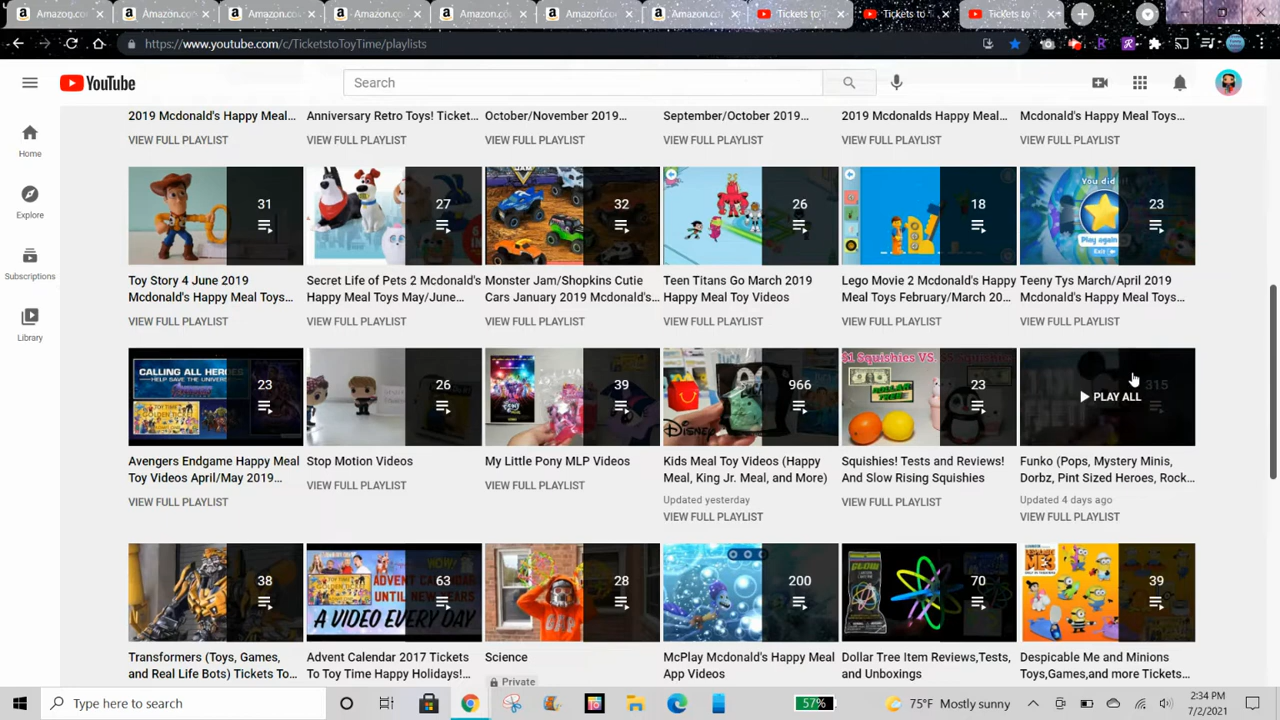 Amazon.co
Amazon.co
Amazon.co
Amazon.co
Amazon.co
Amazon.co
Amazon.c
Tickets to
Tickets to
Tickets to
https://www.youtube.com/c/TicketstoToyTime/playlists
YouTube
Search
Home
Explore
Subscriptions
Library
2019 Mcdonald's Happy Meal...
Anniversary Retro Toys! Ticket...
October/November 2019...
September/October 2019...
2019 Mcdonalds Happy Meal...
Mcdonald's Happy Meal Toys...
VIEW FULL PLAYLIST
VIEW FULL PLAYLIST
VIEW FULL PLAYLIST
VIEW FULL PLAYLIST
VIEW FULL PLAYLIST
VIEW FULL PLAYLIST
31
27
JAM
32
26
18
You did
Play again
Exit
23
Toy Story 4 June 2019
Mcdonald's Happy Meal Toys...
VIEW FULL PLAYLIST
Secret Life of Pets 2 Mcdonald's
Happy Meal Toys May/June...
VIEW FULL PLAYLIST
Monster Jam/Shopkins Cutie
Cars January 2019 Mcdonald's...
VIEW FULL PLAYLIST
Teen Titans Go March 2019
Happy Meal Toy Videos
VIEW FULL PLAYLIST
Lego Movie 2 Mcdonald's Happy
Meal Toys February/March 20...
VIEW FULL PLAYLIST
Teeny Tys March/April 2019
Mcdonald's Happy Meal Toys...
VIEW FULL PLAYLIST
CALLING ALL HEROES
HELP SAVE THE UNIVERSE
23
26
39
Disney
966
$1 Squishies VS. $5 Squishies
23
315
PLAY ALL
Avengers Endgame Happy Meal
Toy Videos April/May 2019...
VIEW FULL PLAYLIST
Stop Motion Videos
VIEW FULL PLAYLIST
My Little Pony MLP Videos
VIEW FULL PLAYLIST
Kids Meal Toy Videos (Happy
Meal, King Jr. Meal, and More)
Updated yesterday
VIEW FULL PLAYLIST
Squishies! Tests and Reviews!
And Slow Rising Squishies
VIEW FULL PLAYLIST
Funko (Pops, Mystery Minis,
Dorbz, Pint Sized Heroes, Rock...
Updated 4 days ago
VIEW FULL PLAYLIST
38
ADVENT CALENDAR
UNTIL NEW YEARS
A VIDEO EVERY DAY
63
28
200
GLOW
70
39
Transformers (Toys, Games,
and Real Life Bots) Tickets To...
Advent Calendar 2017 Tickets
To Toy Time Happy Holidays!...
Science
Private
McPlay Mcdonald's Happy Meal
App Videos
Dollar Tree Item Reviews,Tests,
and Unboxings
Despicable Me and Minions
Toys,Games,and more Tickets...
Type here to search
57%
75°F Mostly sunny
2:34 PM
7/2/2021